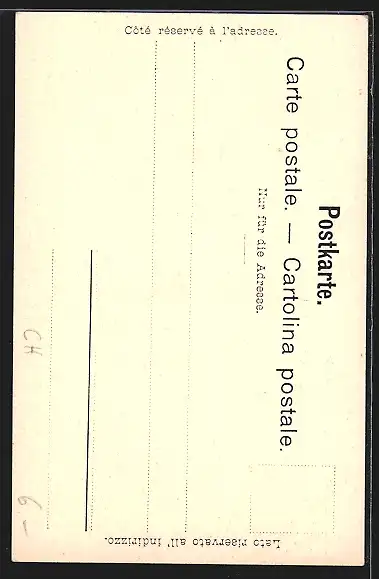 Postkarte.
Carte postale. — Cartolina postale.
Nur für die Adresse.
Côté réservé à l'adresse.
Lato riservato all' indirizzo.
CH
6.—